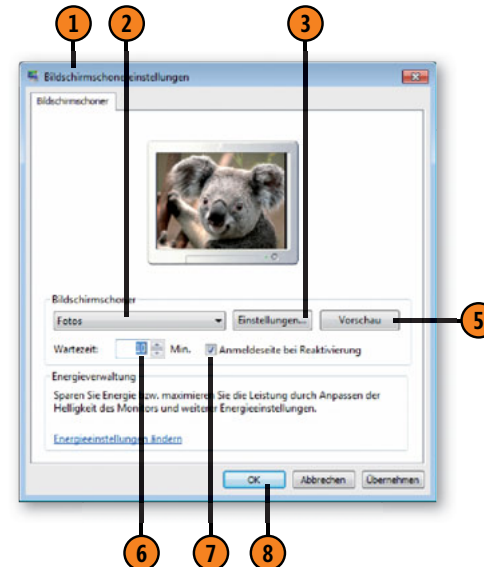 1 2 3
Bildschirmschonereinstellungen
Bildschirmschoner
Bildschirmschoner
Fotos Einstellungen... Vorschau 5
Wartezeit: 10 Min. Anmeldeseite bei Reaktivierung
Energieverwaltung
Sparen Sie Energie bzw. maximieren Sie die Leistung durch Anpassen der
Helligkeit des Monitors und weiterer Energieeinstellungen.
Energieeinstellungen ändern
OK Abbrechen Übernehmen
6 7 8